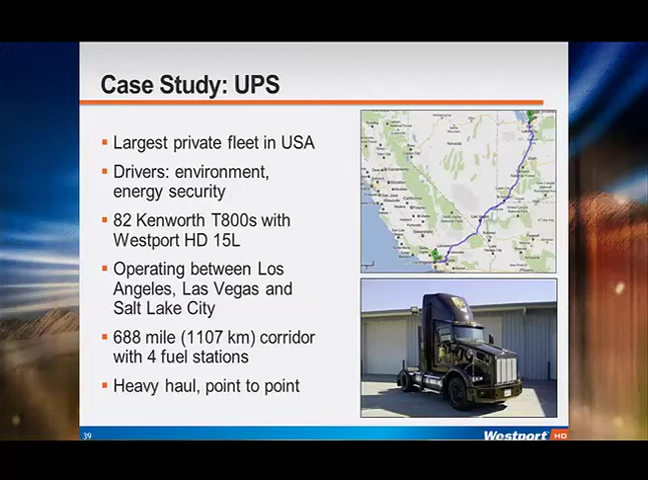 Case Study: UPS
Largest private fleet in USA
Drivers: environment,
energy security
82 Kenworth T800s with
Westport HD 15L
Operating between Los
Angeles, Las Vegas and
Salt Lake City
688 mile (1107 km) corridor
with 4 fuel stations
Heavy haul, point to point
39
Westport HD